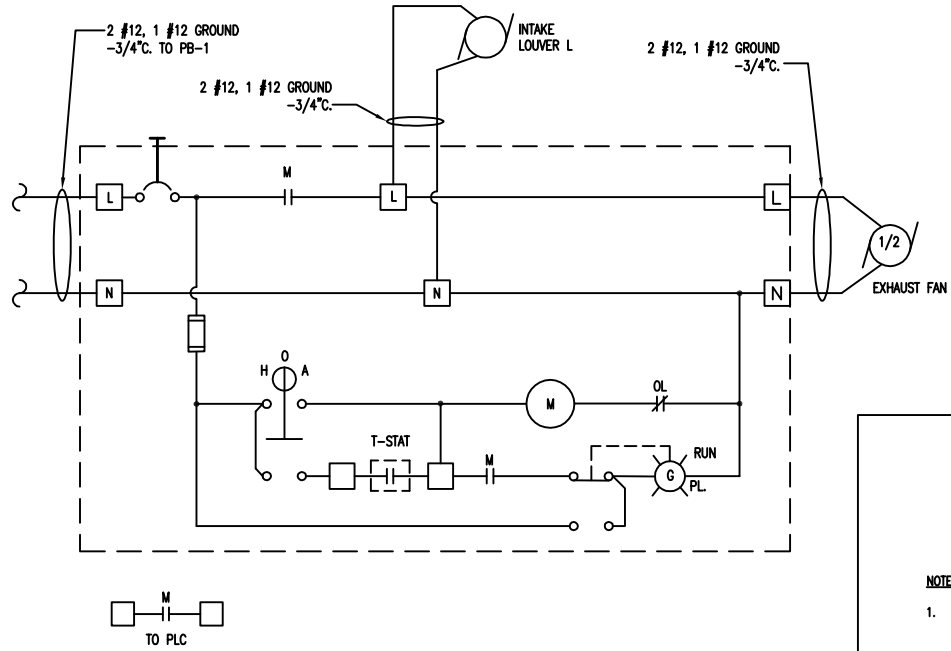 2 #12, 1 #12 GROUND
-3/4"C. TO PB-1
INTAKE
LOUVER L
2 #12, 1 #12 GROUND
-3/4"C.
2 #12, 1 #12 GROUND
-3/4"C.
M
L
L
L
1/2
N
N
N
EXHAUST FAN
O
H A
M
OL
T-STAT
M
RUN
G
PL.
M
TO PLC
NOTE
1.